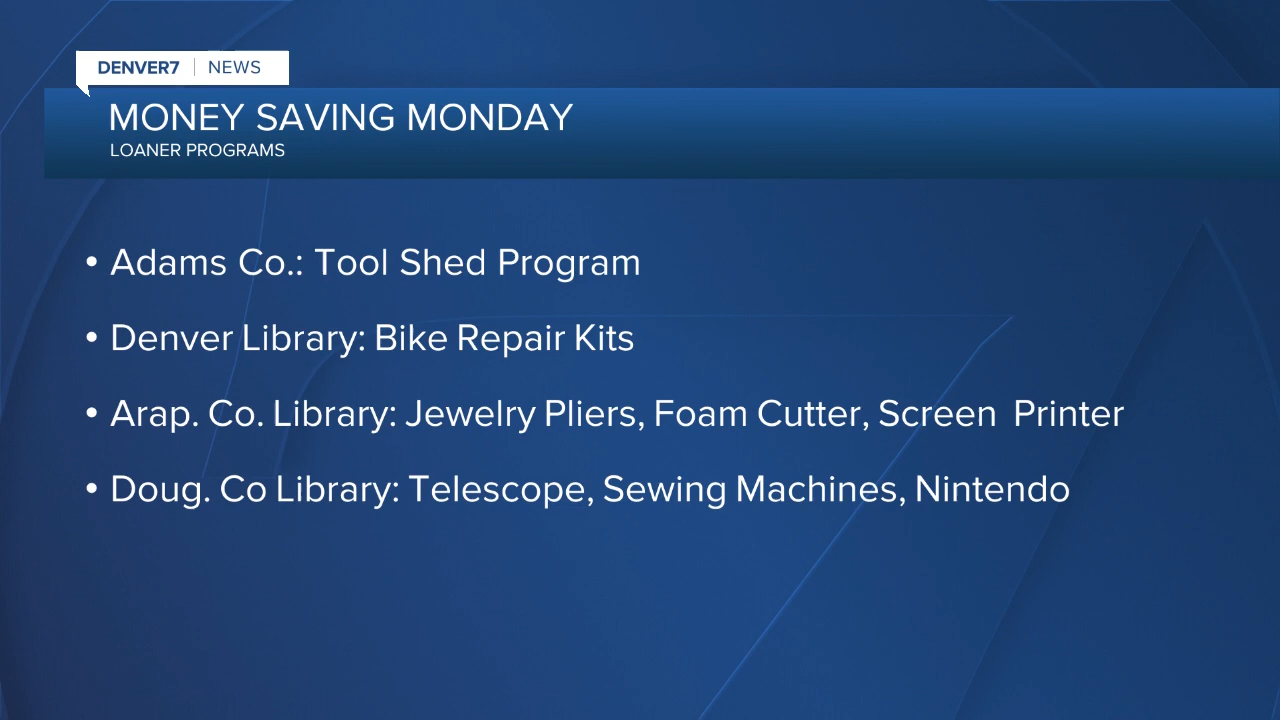 DENVER7 | NEWS
MONEY SAVING MONDAY
LOANER PROGRAMS
• Adams Co.: Tool Shed Program
• Denver Library: Bike Repair Kits
• Arap. Co. Library: Jewelry Pliers, Foam Cutter, Screen  Printer
• Doug. Co Library: Telescope, Sewing Machines, Nintendo